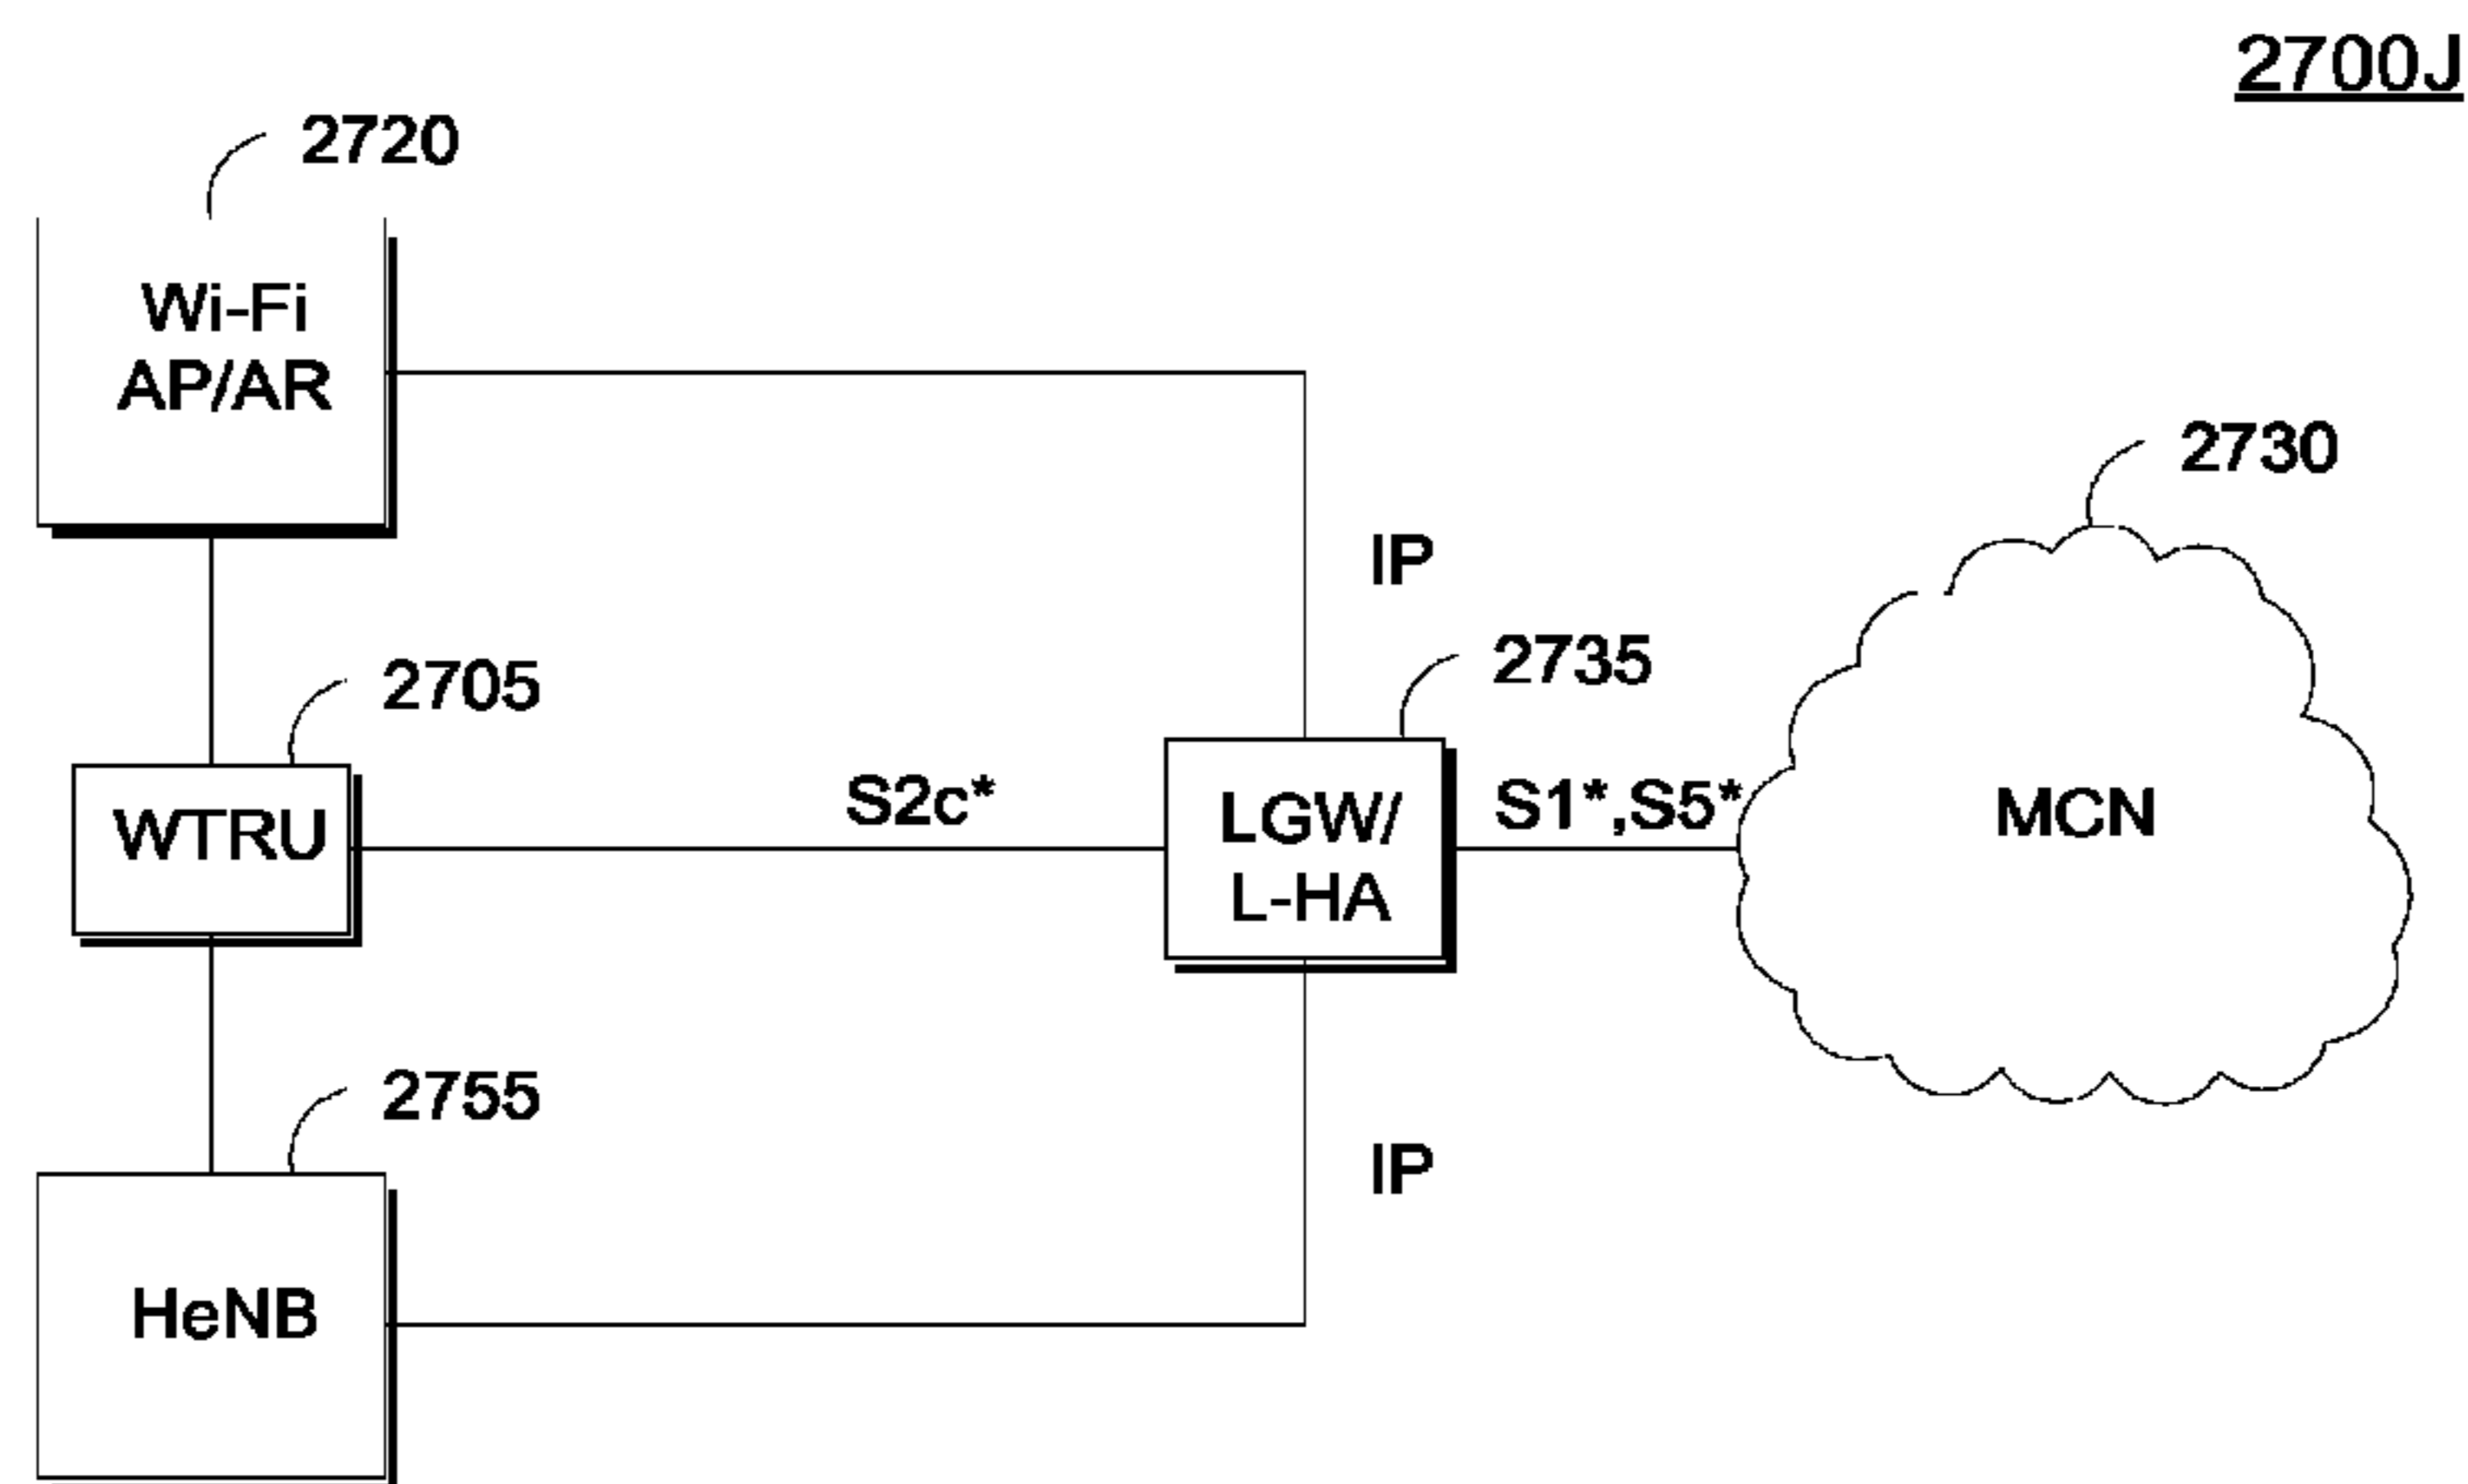 2700J
2720
Wi-Fi
AP/AR
2730
IP
2705
2735
WTRU
S2c*
LGW/
L-HA
S1*,S5*
MCN
2755
IP
HeNB